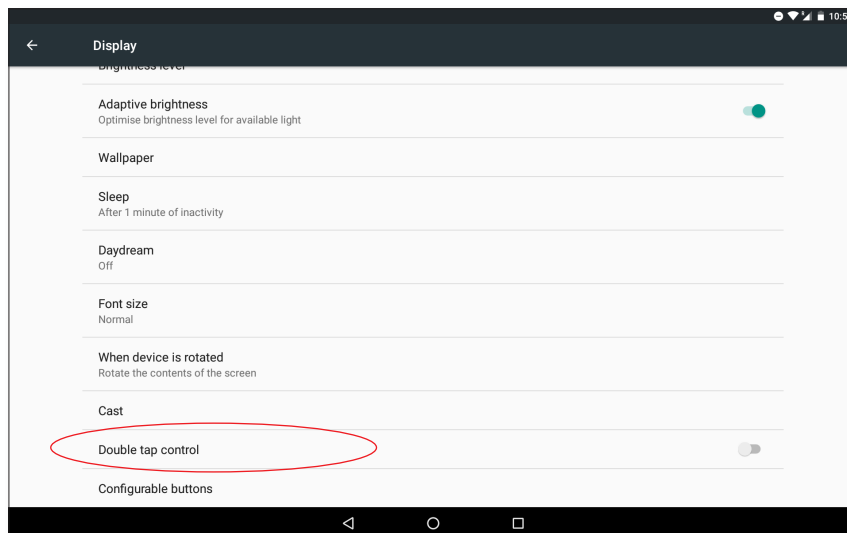 10:5
Display
Brightness level
Adaptive brightness
Optimise brightness level for available light
Wallpaper
Sleep
After 1 minute of inactivity
Daydream
Off
Font size
Normal
When device is rotated
Rotate the contents of the screen
Cast
Double tap control
Configurable buttons